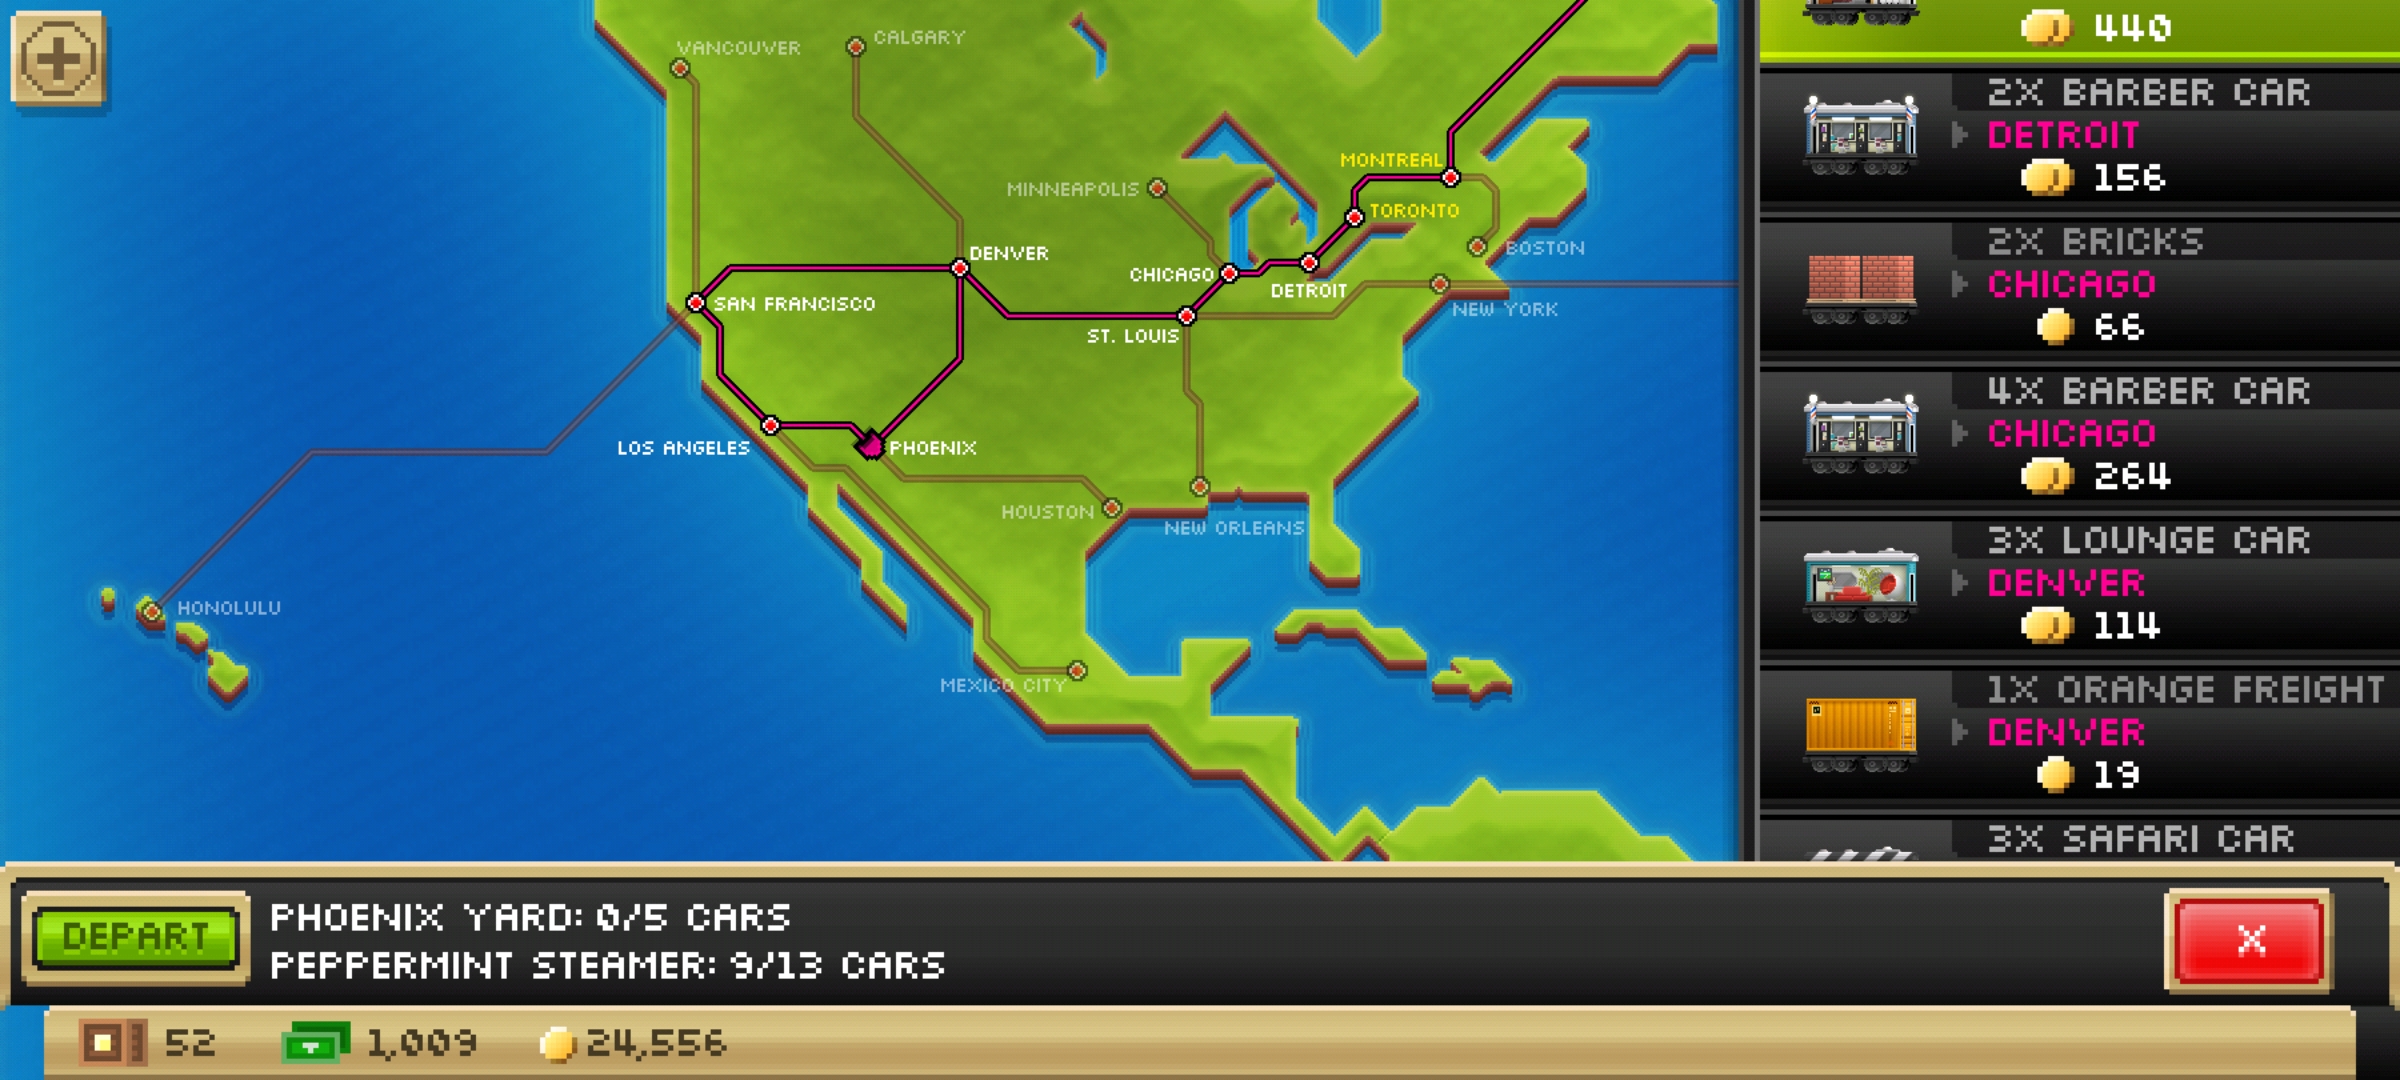 VANCOUVER
CALGARY
MINNEAPOLIS
MONTREAL
TORONTO
BOSTON
DENVER
CHICAGO
DETROIT
SAN FRANCISCO
NEW YORK
ST. LOUIS
LOS ANGELES
PHOENIX
HOUSTON
NEW ORLEANS
HONOLULU
MEXICO CITY
440
2X BARBER CAR
DETROIT
156
2X BRICKS
CHICAGO
66
4X BARBER CAR
CHICAGO
264
3X LOUNGE CAR
DENVER
114
1X ORANGE FREIGHT
DENVER
19
3X SAFARI CAR
DEPART
PHOENIX YARD: 0/5 CARS
PEPPERMINT STEAMER: 9/13 CARS
X
52
1,009
24,556